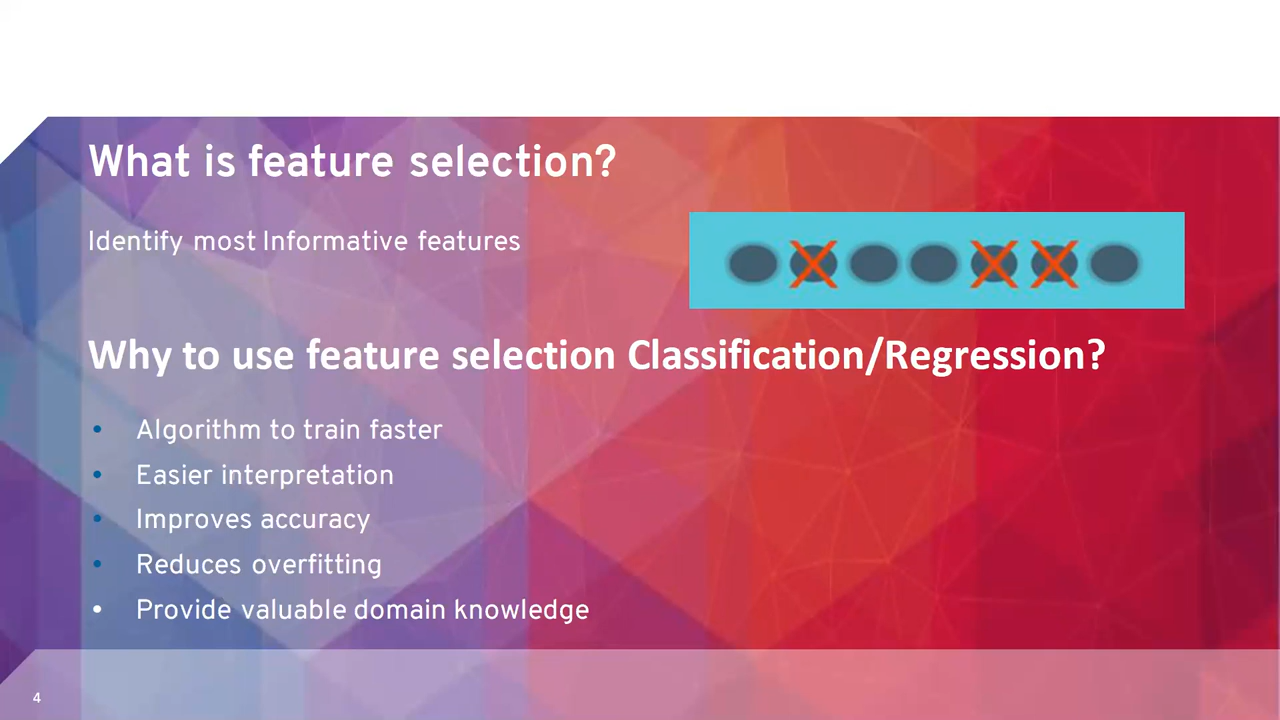 What is feature selection?
Identify most Informative features
Why to use feature selection Classification/Regression?
• Algorithm to train faster
• Easier interpretation
• Improves accuracy
• Reduces overfitting
• Provide valuable domain knowledge
4